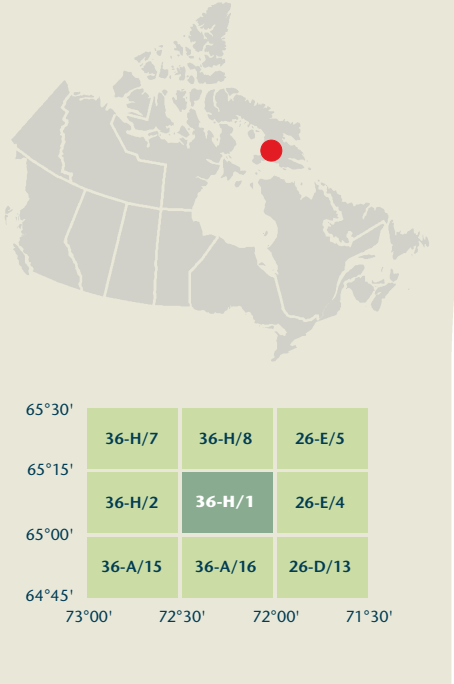 65°30'
36-H/7 36-H/8 26-E/5
65°15'
36-H/2 36-H/1 26-E/4
65°00'
36-A/15 36-A/16 26-D/13
64°45'
73°00' 72°30' 72°00' 71°30'